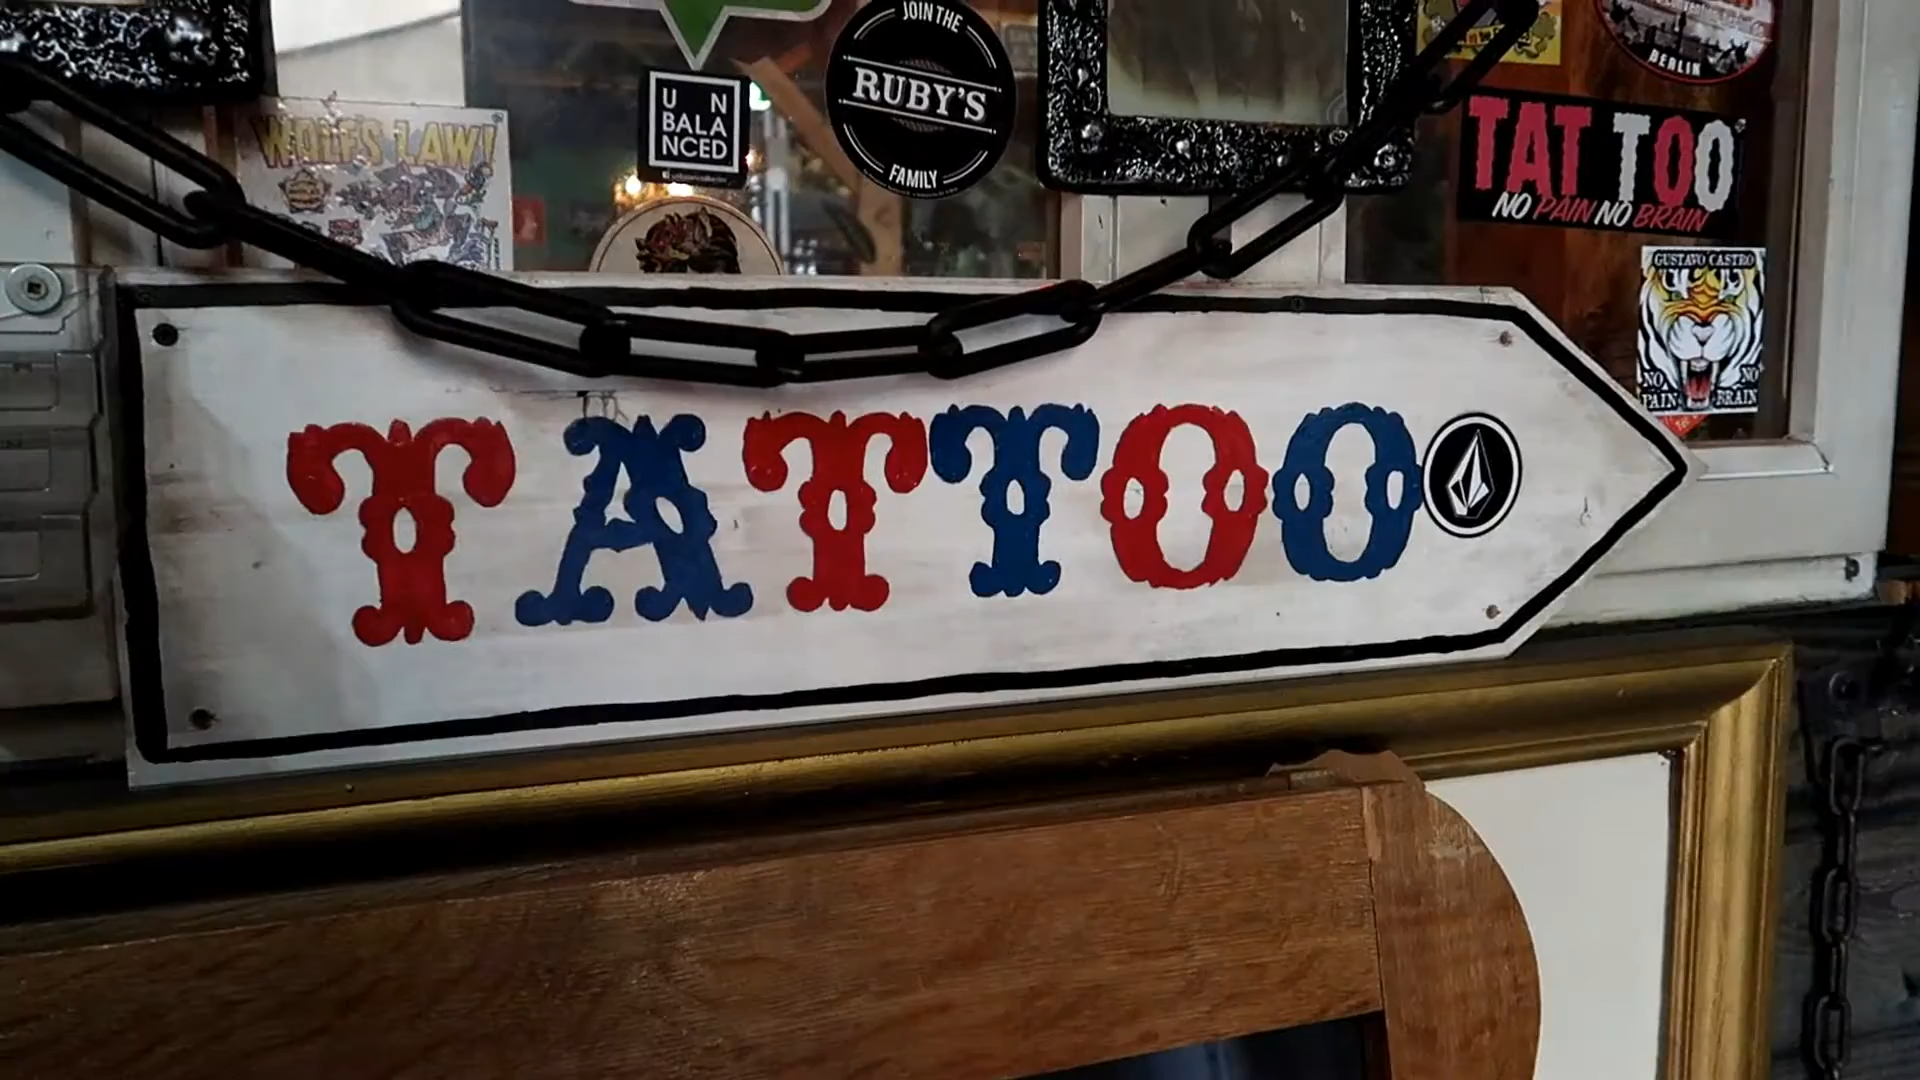 JOIN THE
RUBY'S
FAMILY
UN
BALA
NCED
WOLFS LAW!
BERLIN
TAT TOO
NO PAIN NO BRAIN
GUSTAVO CASTRO
NO NO
PAIN BRAIN
TATTOO